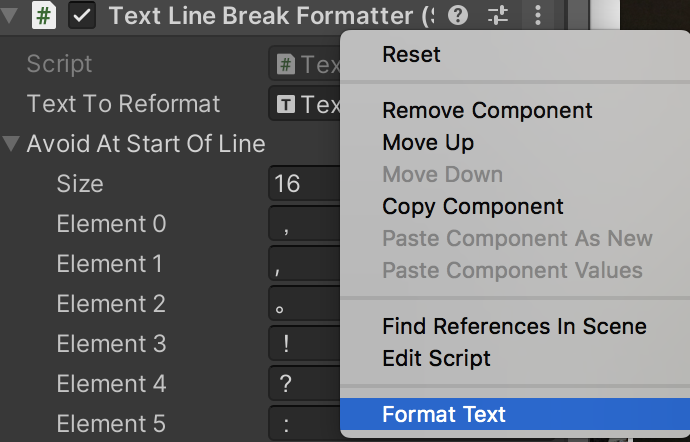 Text Line Break Formatter (S
Reset
Script
Tex
Text To Reformat
Tex
Remove Component
Avoid At Start Of Line
Move Up
Move Down
Size
16
Copy Component
Element 0
，
Paste Component As New
Element 1
,
Paste Component Values
Element 2
。
Find References In Scene
Element 3
！
Edit Script
Element 4
？
Format Text
Element 5
：